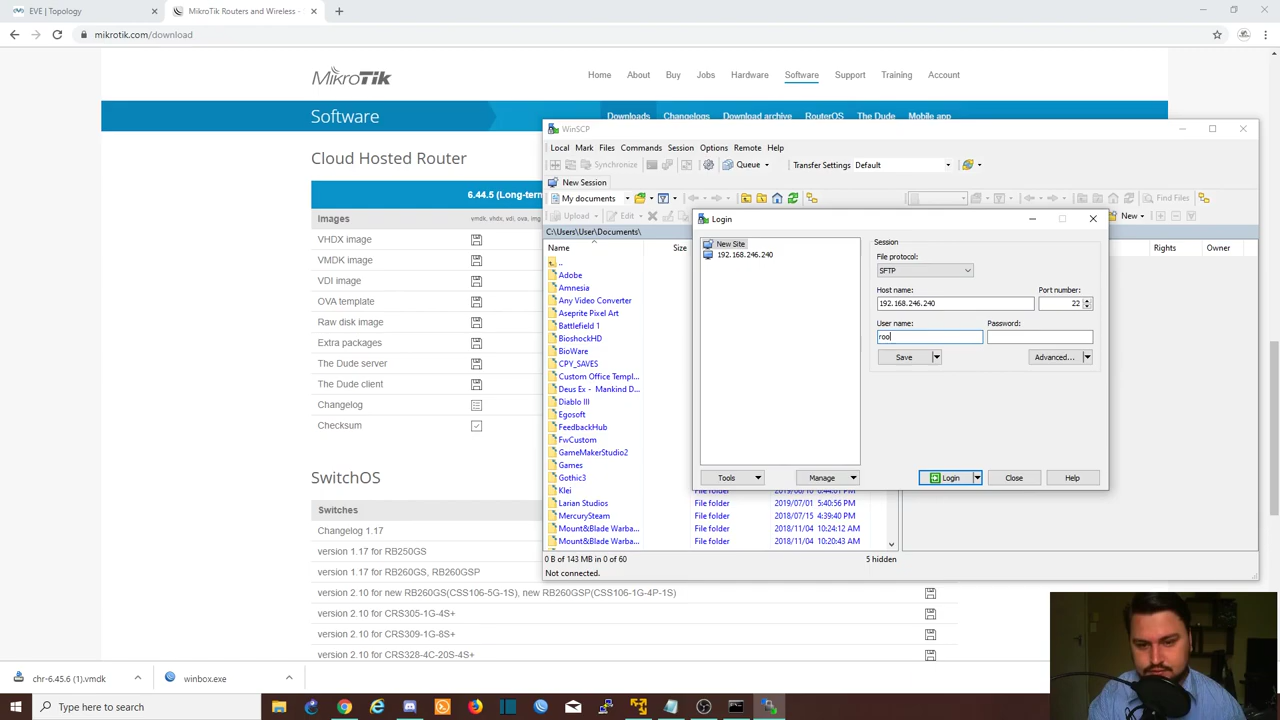 EVE | Topology
MikroTik Routers and Wireless - S
mikrotik.com/download
MikroTik
Home About Buy Jobs Hardware Software Support Training Account
Software
Downloads Changelogs Download archive RouterOS The Dude Mobile app
Cloud Hosted Router
6.44.5 (Long-term
Images
vmdk, vhdx, vdi, ova, img
VHDX image
VMDK image
VDI image
OVA template
Raw disk image
Extra packages
The Dude server
The Dude client
Changelog
Checksum
SwitchOS
Switches
Changelog 1.17
version 1.17 for RB250GS
version 1.17 for RB260GS, RB260GSP
version 2.10 for new RB260GS(CSS106-5G-1S), new RB260GSP(CSS106-1G-4P-1S)
version 2.10 for CRS305-1G-4S+
version 2.10 for CRS309-1G-8S+
version 2.10 for CRS328-4C-20S-4S+
WinSCP
Local Mark Files Commands Session Options Remote Help
Synchronize Queue Transfer Settings Default
New Session
My documents Find Files
Upload Edit New
C:\Users\User\Documents\
Name Size Rights Owner
..
Adobe
Amnesia
Any Video Converter
Aseprite Pixel Art
Battlefield 1
BioshockHD
BioWare
CPY_SAVES
Custom Office Templ...
Deus Ex - Mankind D...
Diablo III
Egosoft
FeedbackHub
FwCustom
GameMakerStudio2
Games
Gothic3
Klei
Larian Studios File folder 2019/07/01 5:40:56 PM
MercurySteam File folder 2018/07/15 4:39:40 PM
Mount&Blade Warba... File folder 2018/11/04 10:24:12 AM
Mount&Blade Warba... File folder 2018/11/04 10:20:43 AM
0 B of 143 MB in 0 of 60 5 hidden
Not connected.
Login
New Site
192.168.246.240
Session
File protocol:
SFTP
Host name: Port number:
192.168.246.240 22
User name: Password:
roo
Save Advanced...
Tools Manage Login Close Help
chr-6.45.6 (1).vmdk winbox.exe
Type here to search